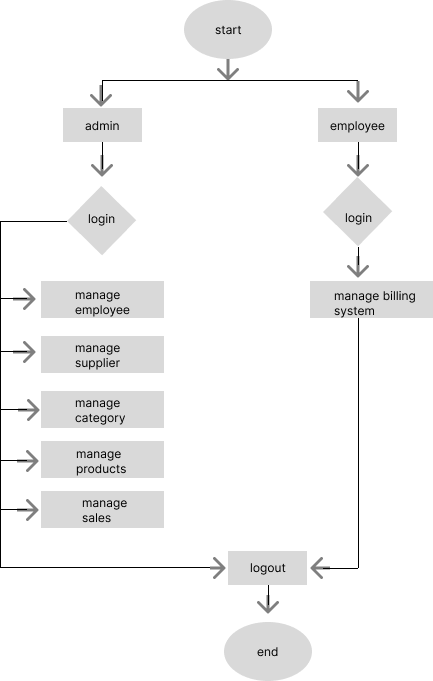 start
admin
employee
login
login
manage
employee
manage billing
system
manage
supplier
manage
category
manage
products
manage
sales
logout
end